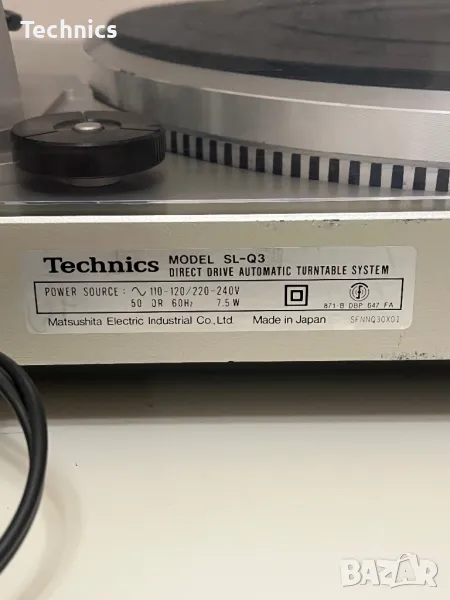 Technics
Technics MODEL SL-Q3
DIRECT DRIVE AUTOMATIC TURNTABLE SYSTEM
POWER SOURCE : ∿ 110-120/220-240V
50 OR 60Hz 7.5W
871-B DBP 647 FA
Matsushita Electric Industrial Co., Ltd. Made in Japan SFNNQ30X01
BAZAR